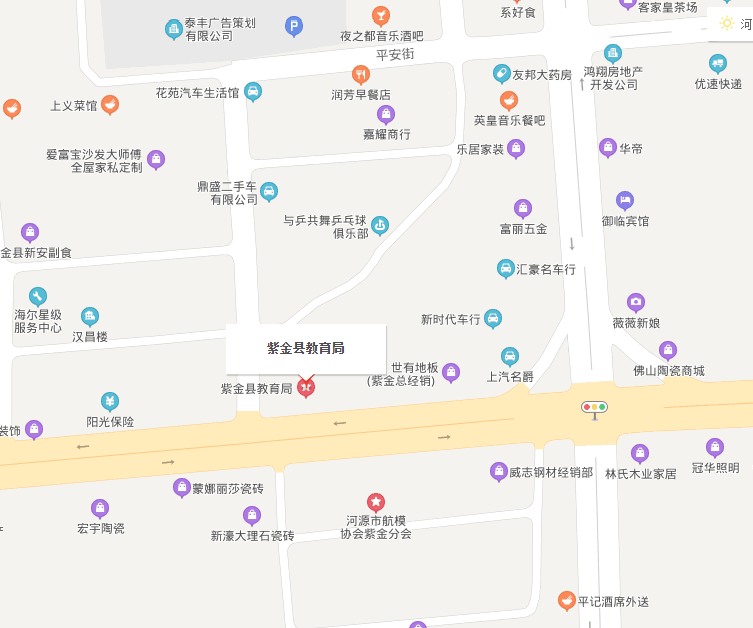 系好食
客家皇茶场
泰丰广告策划
有限公司
P
夜之都音乐酒吧
河
平安街
鸿翔房地产
开发公司
友邦大药房
优速快递
花苑汽车生活馆
润芳早餐店
上义菜馆
英皇音乐餐吧
嘉耀商行
乐居家装
华帝
爱富宝沙发大师傅
全屋家私定制
鼎盛二手车
有限公司
与乒共舞乒乓球
俱乐部
富丽五金
御临宾馆
金县新安副食
汇豪名车行
海尔星级
服务中心
汉昌楼
新时代车行
薇薇新娘
紫金县教育局
世有地板
(紫金总经销)
上汽名爵
佛山陶瓷商城
紫金县教育局
阳光保险
装饰
威志钢材经销部
林氏木业家居
冠华照明
蒙娜丽莎瓷砖
宏宇陶瓷
新濠大理石瓷砖
河源市航模
协会紫金分会
平记酒席外送